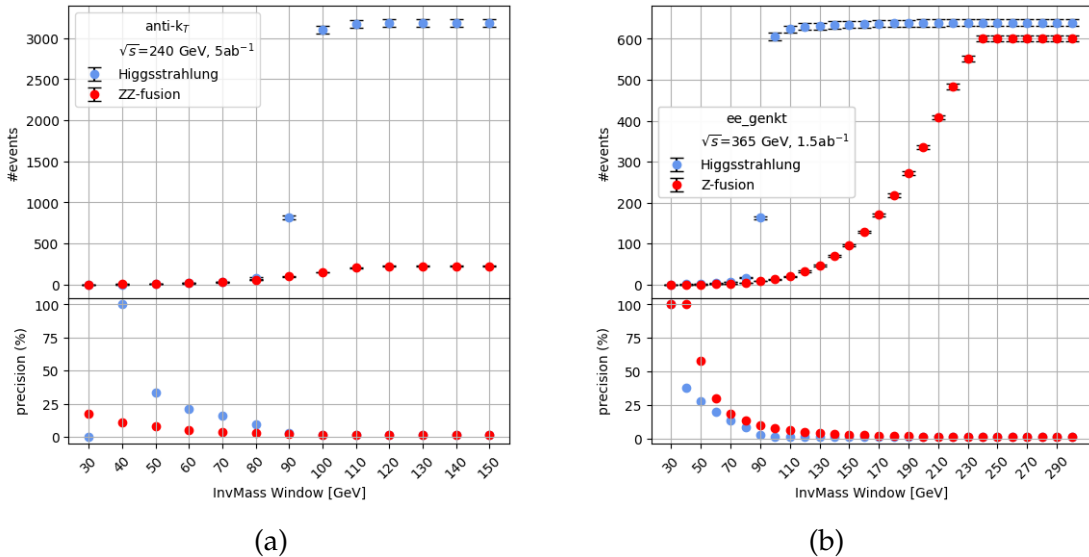 anti-k_T
√s=240 GeV, 5ab⁻¹
Higgsstrahlung
ZZ-fusion
#events
3000
2500
2000
1500
1000
500
0
precision (%)
100
75
50
25
0
30 40 50 60 70 80 90 100 110 120 130 140 150
InvMass Window [GeV]
(a)
ee_genkt
√s=365 GeV, 1.5ab⁻¹
Higgsstrahlung
Z-fusion
#events
600
500
400
300
200
100
0
precision (%)
100
75
50
25
0
30 50 70 90 110 130 150 170 190 210 230 250 270 290
InvMass Window [GeV]
(b)